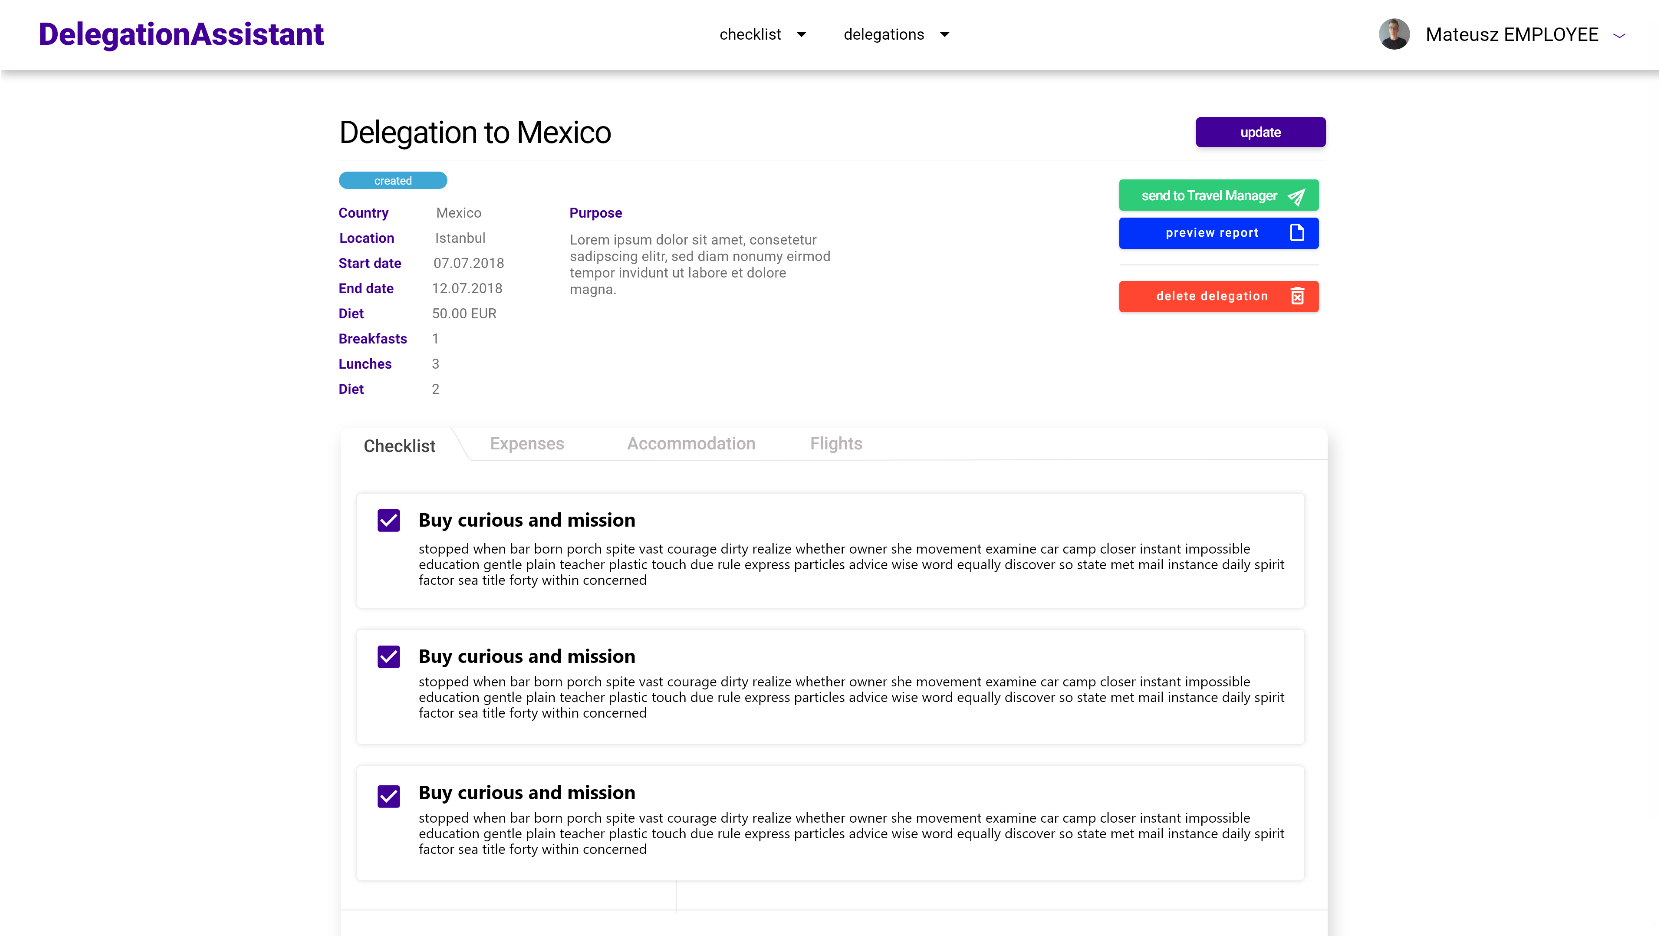 DelegationAssistant
checklist
delegations
Mateusz EMPLOYEE
Delegation to Mexico
update
created
send to Travel Manager
preview report
delete delegation
Country Mexico
Location Istanbul
Start date 07.07.2018
End date 12.07.2018
Diet 50.00 EUR
Breakfasts 1
Lunches 3
Diet 2
Purpose
Lorem ipsum dolor sit amet, consetetur
sadipscing elitr, sed diam nonumy eirmod
tempor invidunt ut labore et dolore
magna.
Checklist Expenses Accommodation Flights
Buy curious and mission
stopped when bar born porch spite vast courage dirty realize whether owner she movement examine car camp closer instant impossible
education gentle plain teacher plastic touch due rule express particles advice wise word equally discover so state met mail instance daily spirit
factor sea title forty within concerned
Buy curious and mission
stopped when bar born porch spite vast courage dirty realize whether owner she movement examine car camp closer instant impossible
education gentle plain teacher plastic touch due rule express particles advice wise word equally discover so state met mail instance daily spirit
factor sea title forty within concerned
Buy curious and mission
stopped when bar born porch spite vast courage dirty realize whether owner she movement examine car camp closer instant impossible
education gentle plain teacher plastic touch due rule express particles advice wise word equally discover so state met mail instance daily spirit
factor sea title forty within concerned